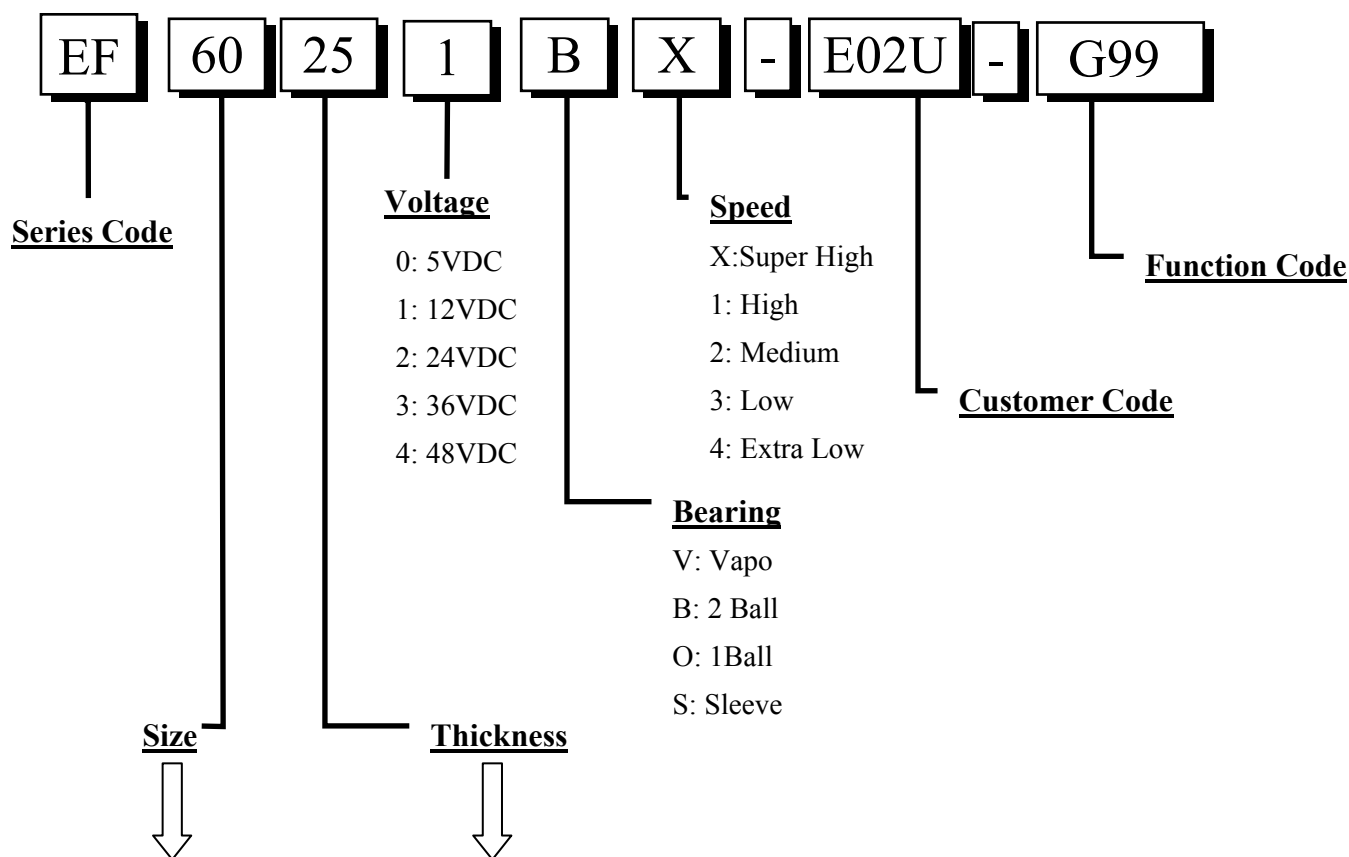 EF 60 25 1 B X - E02U - G99
Series Code
Voltage
0: 5VDC
1: 12VDC
2: 24VDC
3: 36VDC
4: 48VDC
Speed
X:Super High
1: High
2: Medium
3: Low
4: Extra Low
Function Code
Customer Code
Bearing
V: Vapo
B: 2 Ball
O: 1Ball
S: Sleeve
Size
Thickness